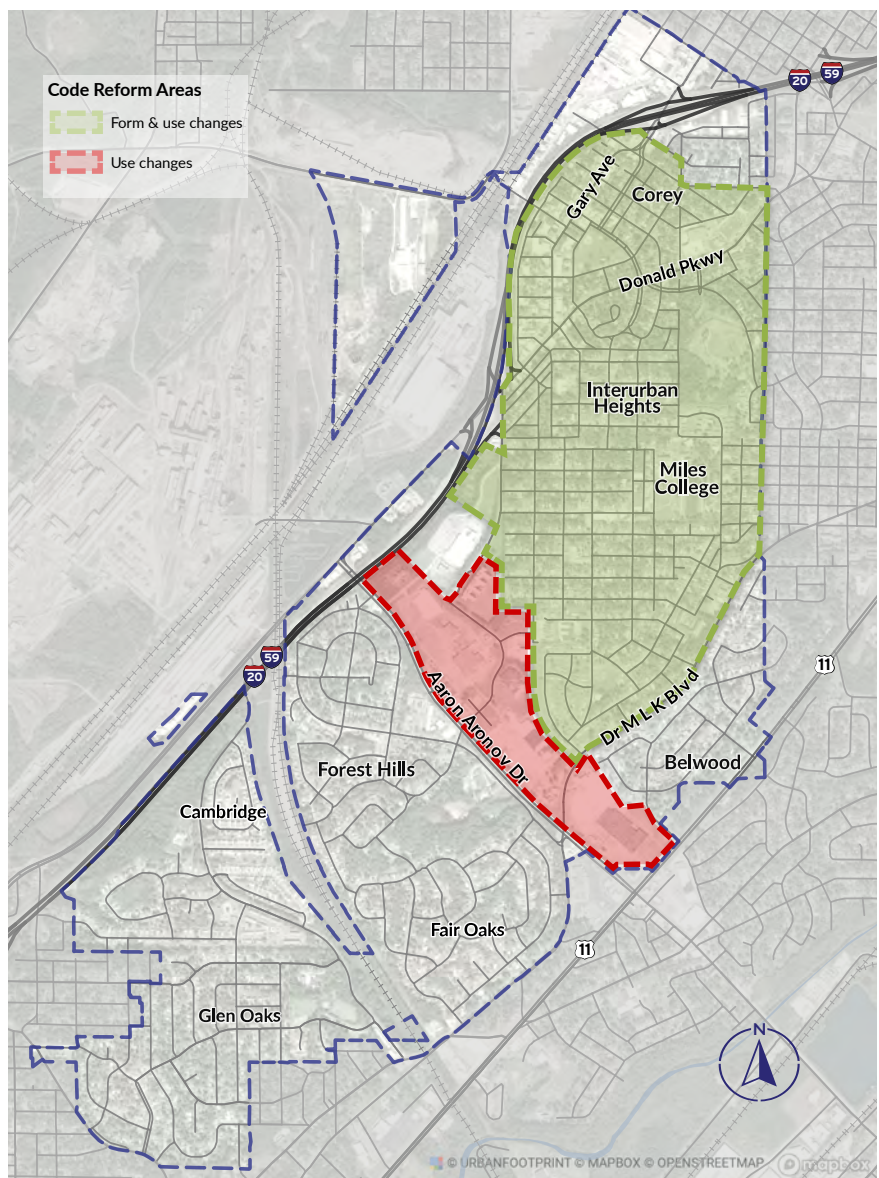 Code Reform Areas
Form & use changes
Use changes
20
59
Gary Ave
Corey
Donald Pkwy
Interurban
Heights
Miles
College
59
20
11
Aaron Aronov Dr
Dr M L K Blvd
Belwood
Forest Hills
Cambridge
Fair Oaks
11
Glen Oaks
N
© URBANFOOTPRINT © MAPBOX © OPENSTREETMAP
mapbox